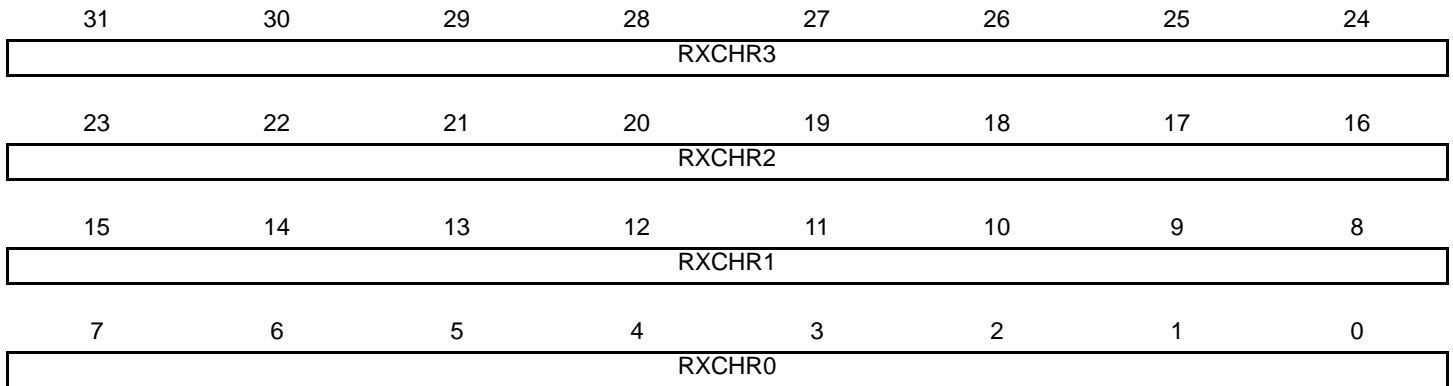 31 30 29 28 27 26 25 24
RXCHR3
23 22 21 20 19 18 17 16
RXCHR2
15 14 13 12 11 10 9 8
RXCHR1
7 6 5 4 3 2 1 0
RXCHR0